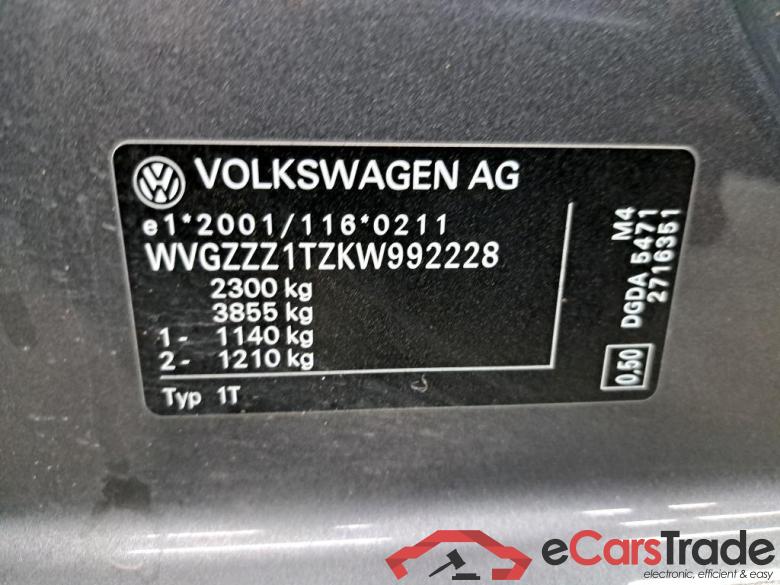 VOLKSWAGEN AG
e1*2001/116*0211
WVGZZZ1TZKW992228
2300 kg
3855 kg
1- 1140 kg
2- 1210 kg
Typ 1T
M4
DGDA 5471
2716351
0,50
eCarsTrade
electronic, efficient & easy